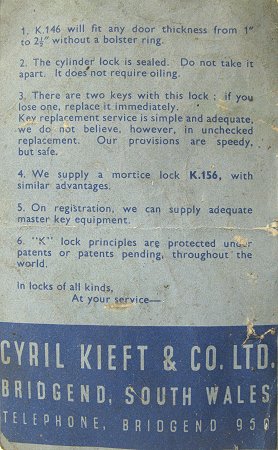 1. K.146 will fit any door thickness from 1"
to 2½" without a bolster ring.
2. The cylinder lock is sealed. Do not take it
apart. It does not require oiling.
3. There are two keys with this lock ; if you
lose one, replace it immediately.
Key replacement service is simple and adequate,
we do not believe, however, in unchecked
replacement. Our provisions are speedy,
but safe.
4. We supply a mortice lock K.156, with
similar advantages.
5. On registration, we can supply adequate
master key equipment.
6. "K" lock principles are protected under
patents or patents pending, throughout the
world.
In locks of all kinds,
At your service—
CYRIL KIEFT & CO. LTD.
BRIDGEND, SOUTH WALES
TELEPHONE, BRIDGEND 950